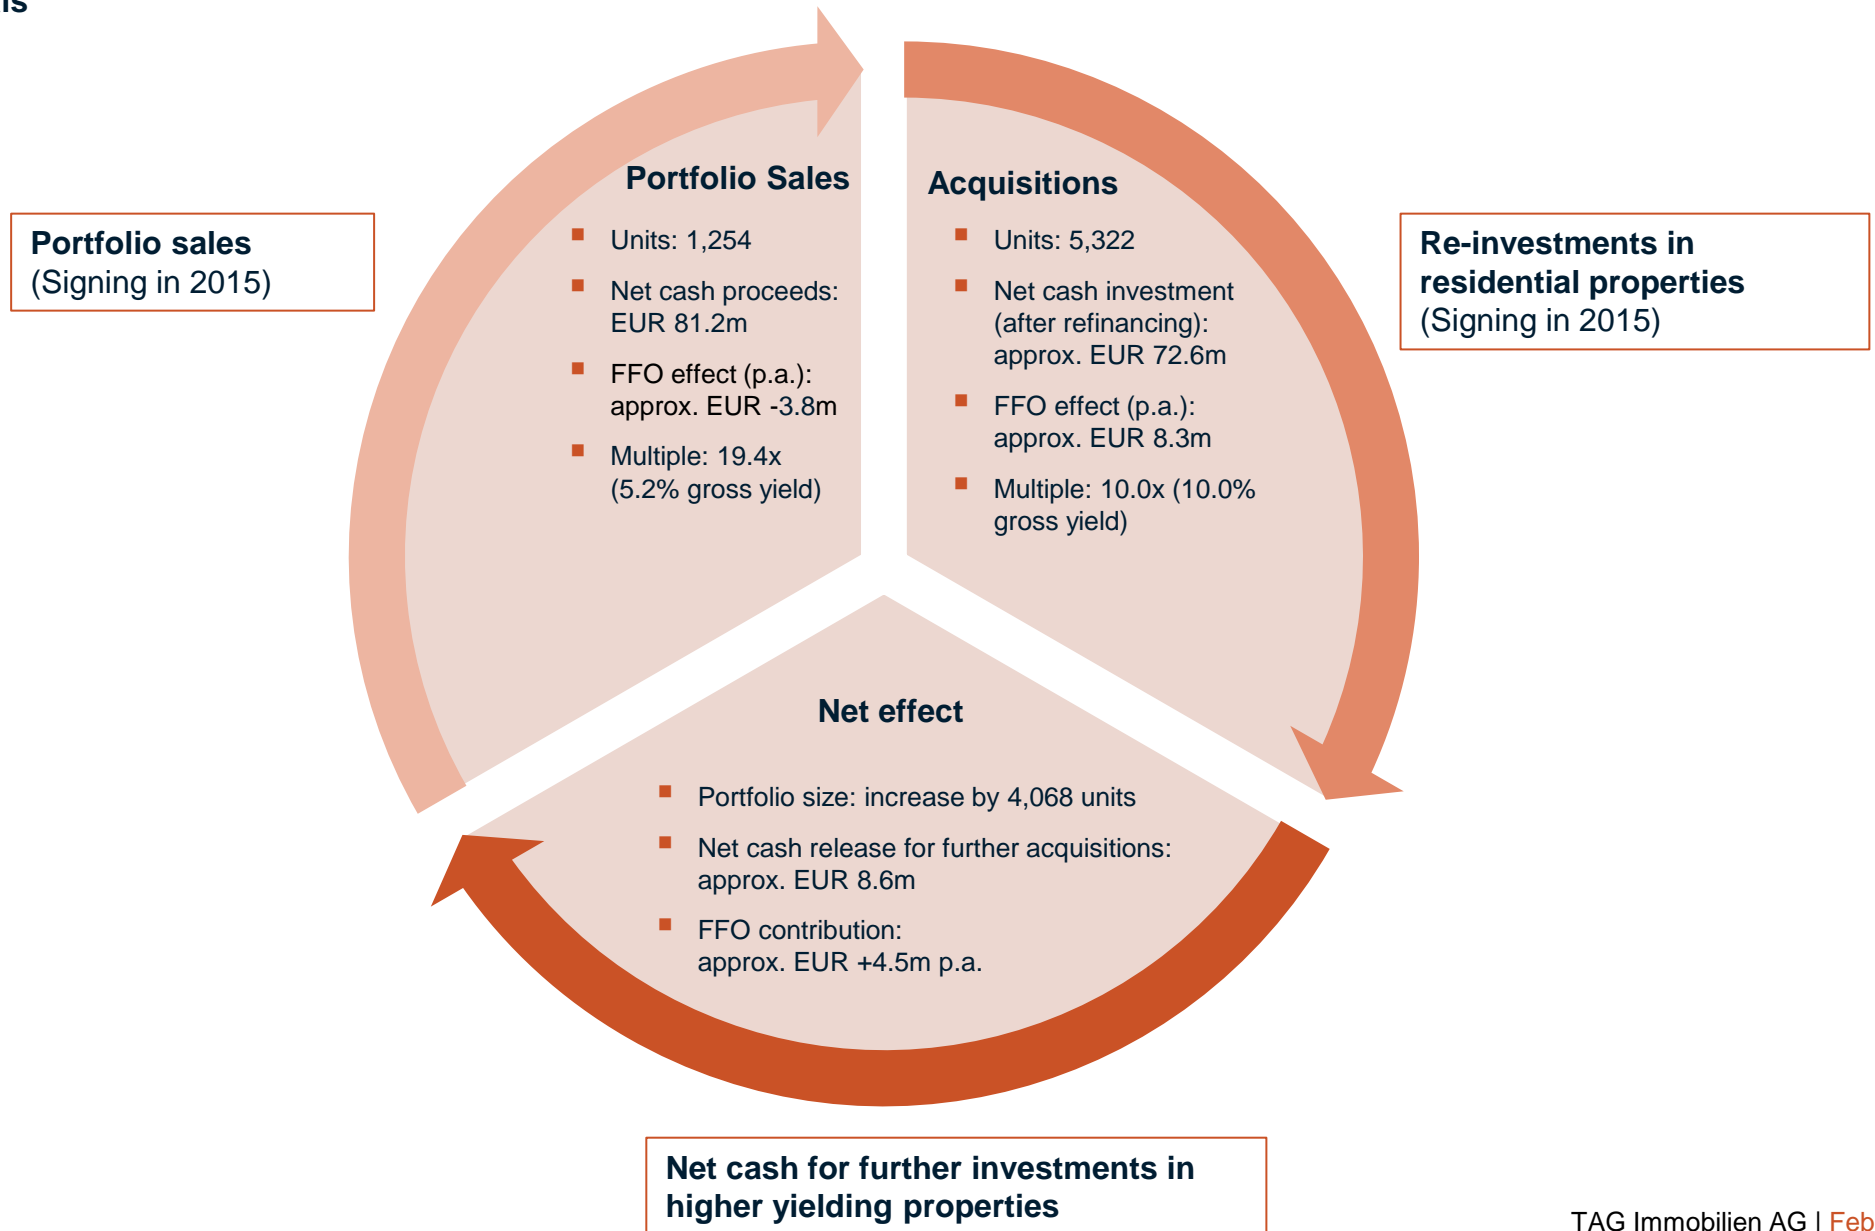 Portfolio sales
(Signing in 2015)
Portfolio Sales
Units: 1,254
Net cash proceeds:
EUR 81.2m
FFO effect (p.a.):
approx. EUR -3.8m
Multiple: 19.4x
(5.2% gross yield)
Acquisitions
Units: 5,322
Net cash investment
(after refinancing):
approx. EUR 72.6m
FFO effect (p.a.):
approx. EUR 8.3m
Multiple: 10.0x (10.0%
gross yield)
Re-investments in
residential properties
(Signing in 2015)
Net effect
Portfolio size: increase by 4,068 units
Net cash release for further acquisitions:
approx. EUR 8.6m
FFO contribution:
approx. EUR +4.5m p.a.
Net cash for further investments in
higher yielding properties
TAG Immobilien AG | Feb